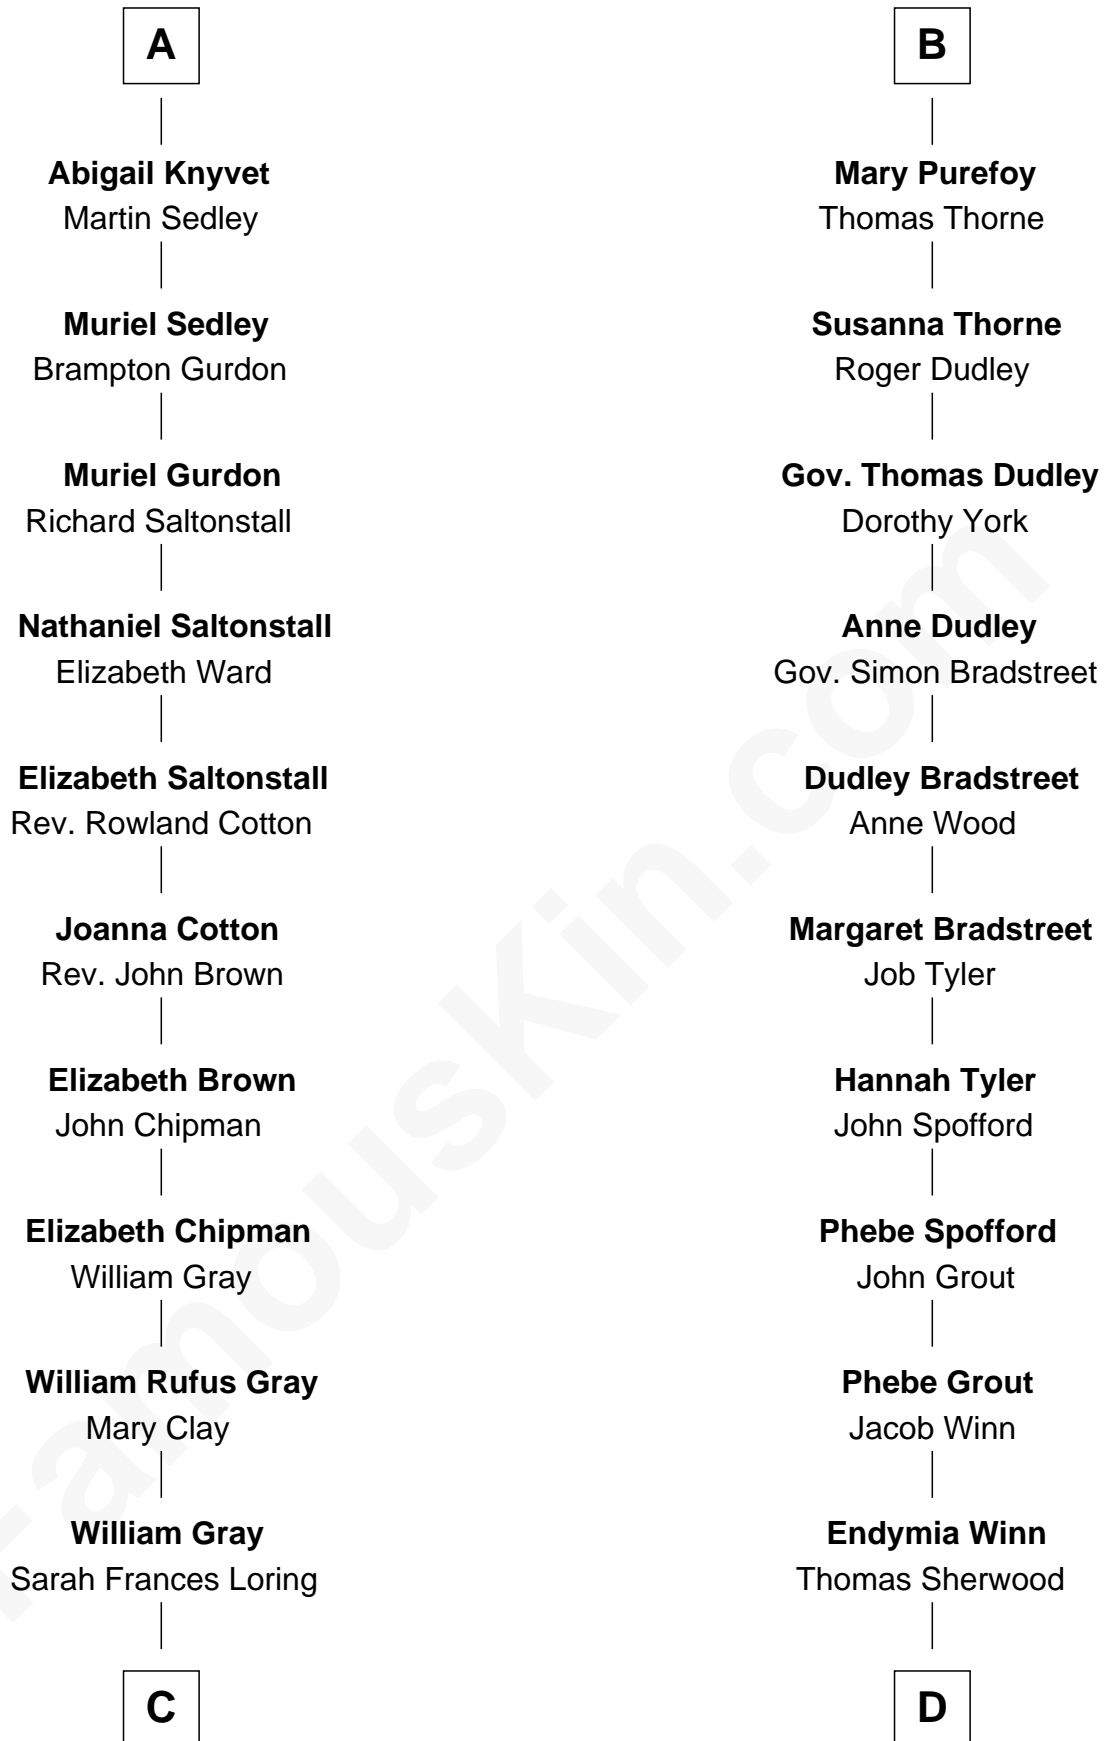 A
Abigail Knyvet
Martin Sedley
Muriel Sedley
Brampton Gurdon
Muriel Gurdon
Richard Saltonstall
Nathaniel Saltonstall
Elizabeth Ward
Elizabeth Saltonstall
Rev. Rowland Cotton
Joanna Cotton
Rev. John Brown
Elizabeth Brown
John Chipman
Elizabeth Chipman
William Gray
William Rufus Gray
Mary Clay
William Gray
Sarah Frances Loring
C
B
Mary Purefoy
Thomas Thorne
Susanna Thorne
Roger Dudley
Gov. Thomas Dudley
Dorothy York
Anne Dudley
Gov. Simon Bradstreet
Dudley Bradstreet
Anne Wood
Margaret Bradstreet
Job Tyler
Hannah Tyler
John Spofford
Phebe Spofford
John Grout
Phebe Grout
Jacob Winn
Endymia Winn
Thomas Sherwood
D
FamousKin.com